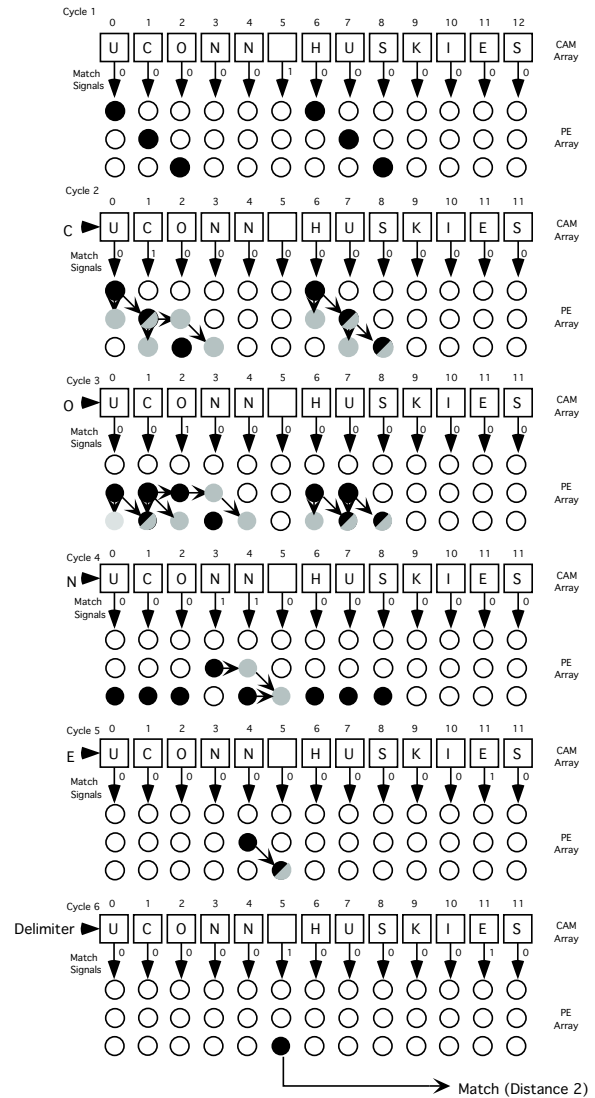 Cycle 1
0 1 2 3 4 5 6 7 8 9 10 11 12
U C O N N H U S K I E S CAM Array
Match Signals 0 0 0 0 0 1 0 0 0 0 0 0 0
PE Array
Cycle 2
0 1 2 3 4 5 6 7 8 9 10 11 11
C U C O N N H U S K I E S CAM Array
Match Signals 0 1 0 0 0 0 0 0 0 0 0 0 0
PE Array
Cycle 3 0 1 2 3 4 5 6 7 8 9 10 11 11
O U C O N N H U S K I E S CAM Array
Match Signals 0 0 1 0 0 0 0 0 0 0 0 0 0
PE Array
Cycle 4 0 1 2 3 4 5 6 7 8 9 10 11 11
N U C O N N H U S K I E S CAM Array
Match Signals 0 0 0 1 1 0 0 0 0 0 0 0 0
PE Array
Cycle 5 0 1 2 3 4 5 6 7 8 9 10 11 11
E U C O N N H U S K I E S CAM Array
Match Signals 0 0 0 0 0 0 0 0 0 0 0 1 0
PE Array
Cycle 6 0 1 2 3 4 5 6 7 8 9 10 11 11
Delimiter U C O N N H U S K I E S CAM Array
Match Signals 0 0 0 0 0 1 0 0 0 0 0 1 0
PE Array
Match (Distance 2)